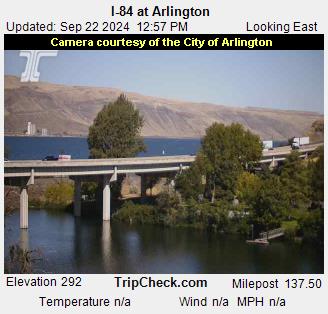 I-84 at Arlington
Updated: Sep 22 2024 12:57 PM Looking East
Camera courtesy of the City of Arlington
Elevation 292 TripCheck.com Milepost 137.50
Temperature n/a Wind n/a MPH n/a